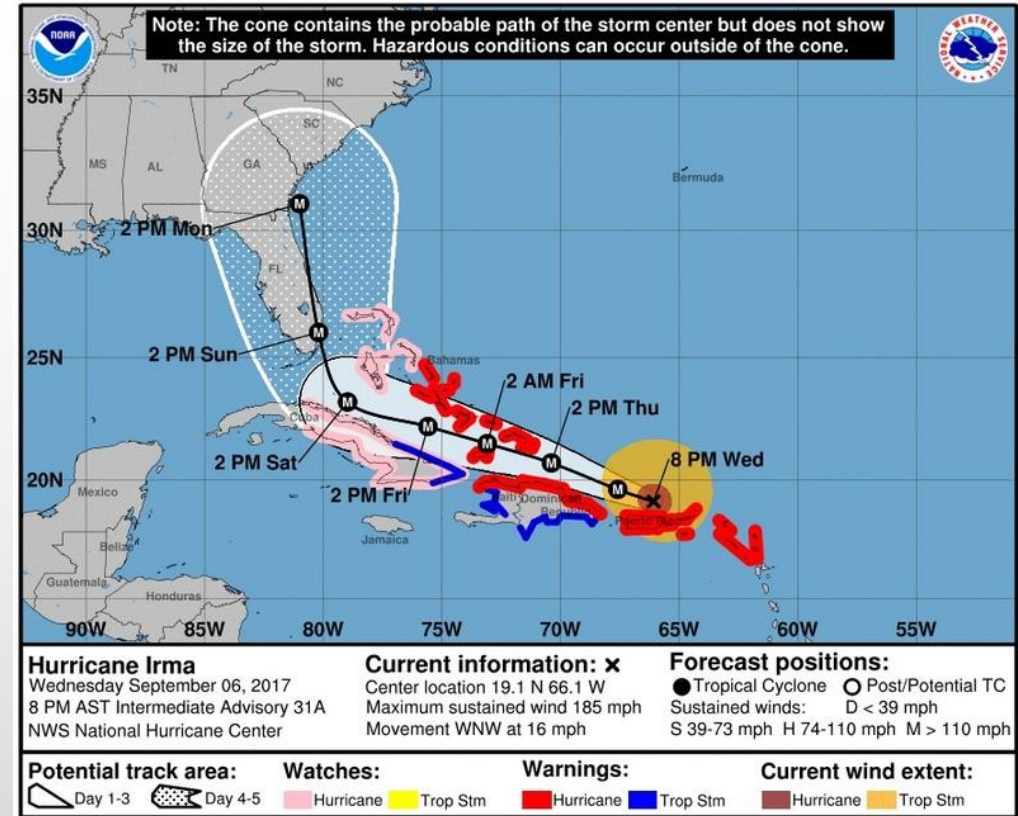 Note: The cone contains the probable path of the storm center but does not show
the size of the storm. Hazardous conditions can occur outside of the cone.
NOAA
NATIONAL WEATHER SERVICE
TN
NC
35N
SC
MS
AL
GA
Bermuda
2 PM Mon
30N
FL
2 PM Sun
25N
Bahamas
2 AM Fri
2 PM Thu
Cuba
2 PM Sat
8 PM Wed
20N
2 PM Fri
Mexico
Haiti
Dominican
Republic
Puerto Rico
Jamaica
Belize
Guatemala
Honduras
M
M
M
M
M
M
M
90W 85W 80W 75W 70W 65W 60W 55W
Hurricane Irma
Wednesday September 06, 2017
8 PM AST Intermediate Advisory 31A
NWS National Hurricane Center
Current information: ×
Center location 19.1 N 66.1 W
Maximum sustained wind 185 mph
Movement WNW at 16 mph
Forecast positions:
● Tropical Cyclone ○ Post/Potential TC
Sustained winds: D < 39 mph
S 39-73 mph H 74-110 mph M > 110 mph
Potential track area:
Day 1-3 Day 4-5
Watches:
Hurricane Trop Stm
Warnings:
Hurricane Trop Stm
Current wind extent:
Hurricane Trop Stm